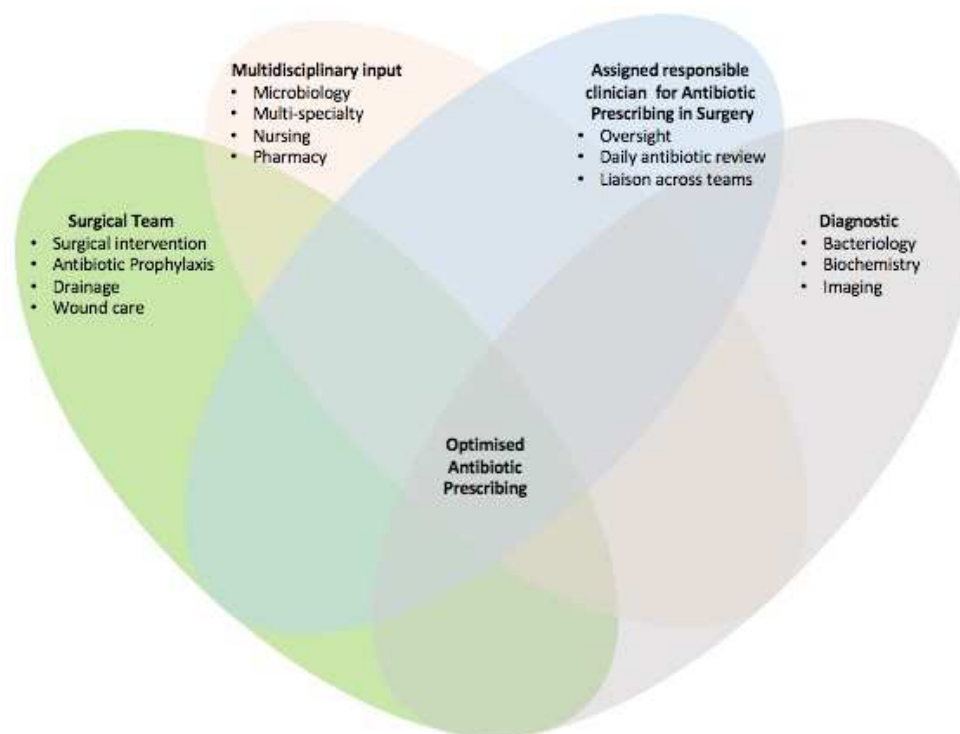 Multidisciplinary input
• Microbiology
• Multi-specialty
• Nursing
• Pharmacy
Assigned responsible
clinician for Antibiotic
Prescribing in Surgery
• Oversight
• Daily antibiotic review
• Liaison across teams
Surgical Team
• Surgical intervention
• Antibiotic Prophylaxis
• Drainage
• Wound care
Diagnostic
• Bacteriology
• Biochemistry
• Imaging
Optimised
Antibiotic
Prescribing